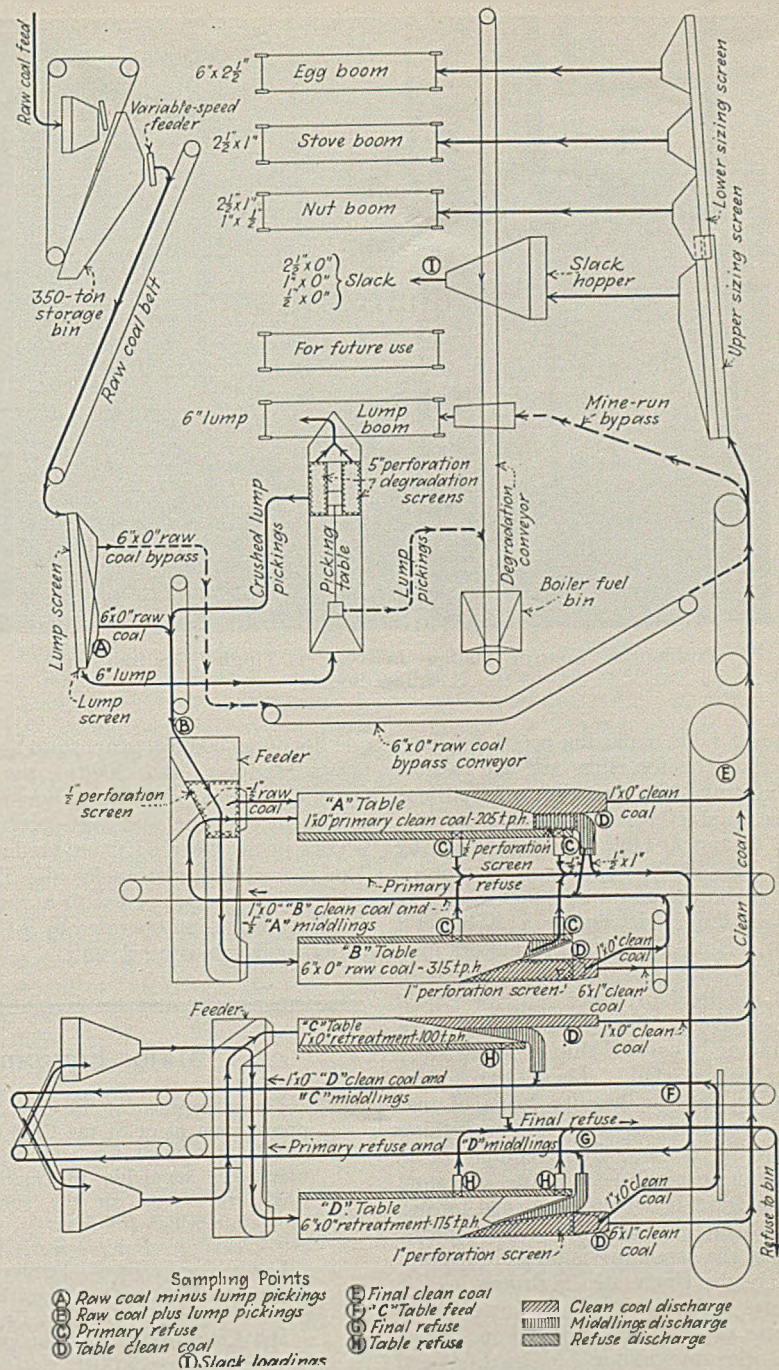 Raw coal feed
Variable-speed
feeder
350-ton
storage
bin
Raw coal belt
6"x2½"
Egg boom
2½"x1"
Stove boom
2½"x1"
1"x½"
Nut boom
2½"x0"
1"x0"
½"x0"
Slack
I
Slack
hopper
Lower sizing screen
Upper sizing screen
For future use
6"lump
Lump
boom
Mine-run
bypass
5"perforation
degradation
screens
Degradation
conveyor
Crushed lump
pickings
Picking
table
Lump
pickings
Boiler fuel
bin
Lump screen
6"x0"raw
coal bypass
6"x0"raw
coal
A
6"lump
Lump
screen
B
6"x0"raw coal
bypass conveyor
E
Feeder
½"perforation
screen
-½"raw
coal
"A" Table
1"x0"primary clean coal-205 t.p.h.
1"x0"clean
coal
D
C
½"perforation
screen
C
-½"
½"x1"
Primary refuse
1"x0"-"B" clean coal and
-½"A" middlings
C
C
"B" Table
6"x0"raw coal-315 t.p.h.
D
1"x0"clean
coal
1"perforation screen
6"x1"clean
coal
Clean coal
Feeder
"C" Table
1"x0"retreatment-100 t.p.h.
D
1"x0"clean
coal
H
1"x0"-"D" clean coal and
"C" middlings
F
Final refuse
Primary refuse and "D" middlings
G
H
H
"D" Table
6"x0"retreatment-175 t.p.h.
1"x0"clean
coal
1"perforation screen
D
6"x1"clean
coal
Refuse to bin
Sampling Points
A Raw coal minus lump pickings
B Raw coal plus lump pickings
C Primary refuse
D Table clean coal
I Slack loadings
E Final clean coal
F "C" Table feed
G Final refuse
H Table refuse
Clean coal discharge
Middlings discharge
Refuse discharge